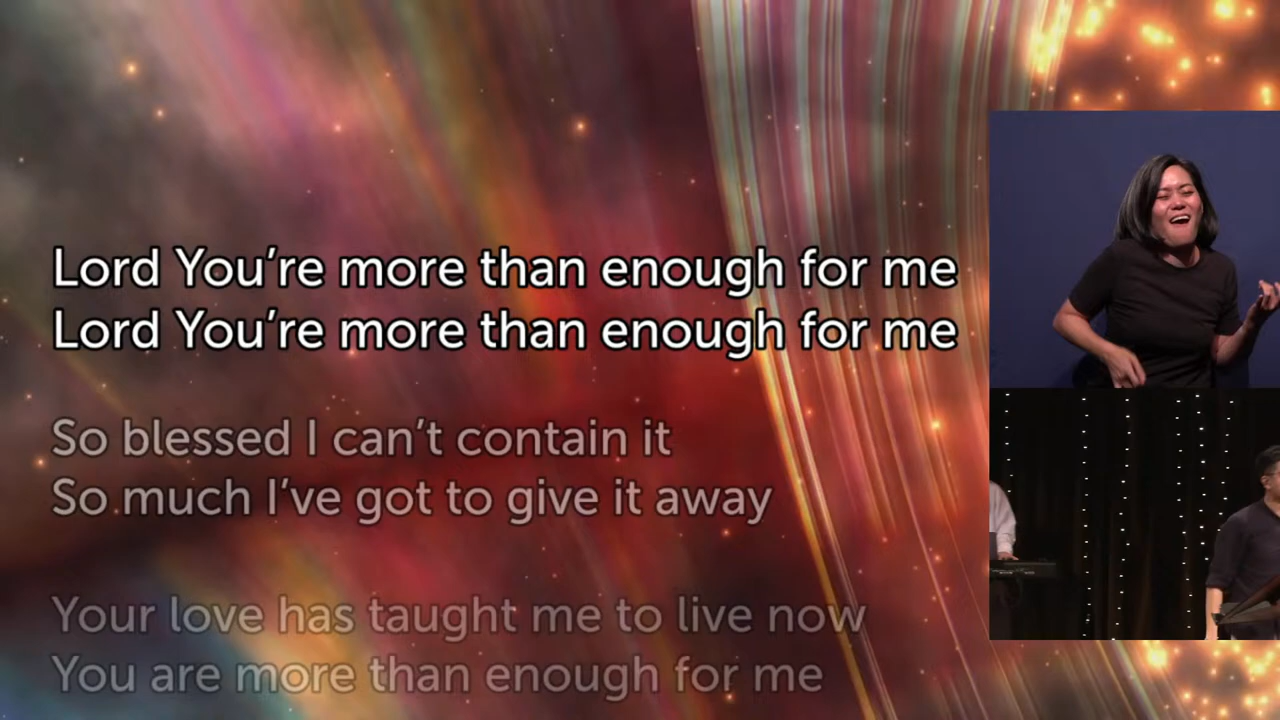 Lord You’re more than enough for me
Lord You’re more than enough for me
So blessed I can’t contain it
So much I’ve got to give it away
Your love has taught me to live now
You are more than enough for me